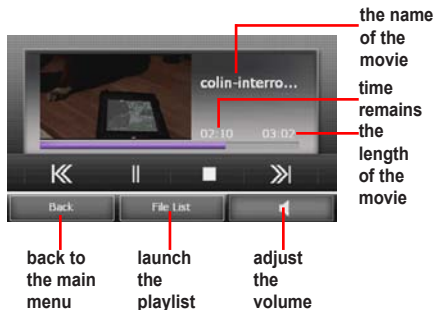 the name
of the
movie
colin-interro...
time
remains
02:10 03:02
the
length
of the
movie
Back File List
back to
the main
menu
launch
the
playlist
adjust
the
volume